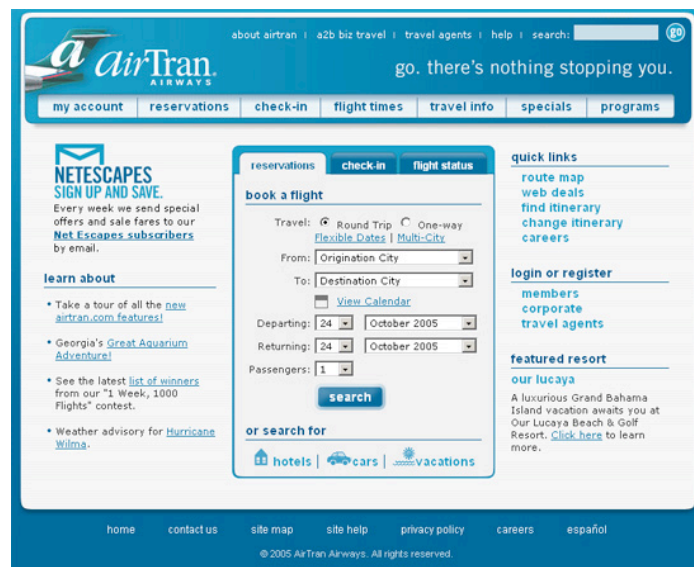 about airtran | a2b biz travel | travel agents | help | search: go
a airTran.
AIRWAYS
go. there's nothing stopping you.
my account reservations check-in flight times travel info specials programs
NETESCAPES
SIGN UP AND SAVE.
Every week we send special
offers and sale fares to our
Net Escapes subscribers
by email.
learn about
• Take a tour of all the new
airtran.com features!
• Georgia's Great Aquarium
Adventure!
• See the latest list of winners
from our "1 Week, 1000
Flights" contest.
• Weather advisory for Hurricane
Wilma.
reservations check-in flight status
book a flight
Travel: Round Trip One-way
Flexible Dates | Multi-City
From: Origination City
To: Destination City
View Calendar
Departing: 24 October 2005
Returning: 24 October 2005
Passengers: 1
search
or search for
hotels | cars | vacations
quick links
route map
web deals
find itinerary
change itinerary
careers
login or register
members
corporate
travel agents
featured resort
our lucaya
A luxurious Grand Bahama
Island vacation awaits you at
Our Lucaya Beach & Golf
Resort. Click here to learn
more.
home contact us site map site help privacy policy careers español
© 2005 AirTran Airways. All rights reserved.